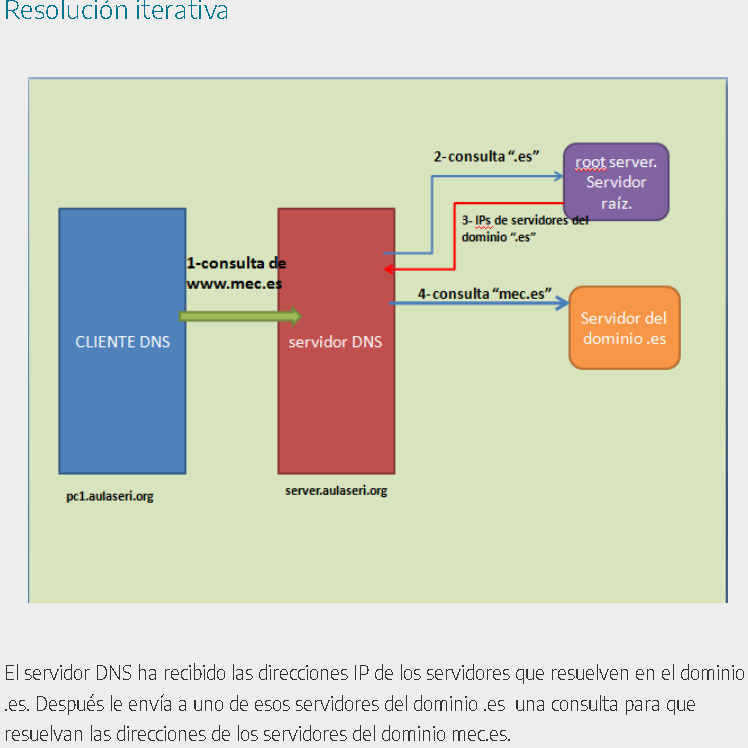 Resolución iterativa
2- consulta “.es”
root server.
Servidor
raíz.
3- IPs de servidores del
dominio “.es”
1-consulta de
www.mec.es
4- consulta “mec.es”
Servidor del
dominio .es
CLIENTE DNS
servidor DNS
pc1.aulaseri.org
server.aulaseri.org
El servidor DNS ha recibido las direcciones IP de los servidores que resuelven en el dominio
.es. Después le envía a uno de esos servidores del dominio .es una consulta para que
resuelvan las direcciones de los servidores del dominio mec.es.